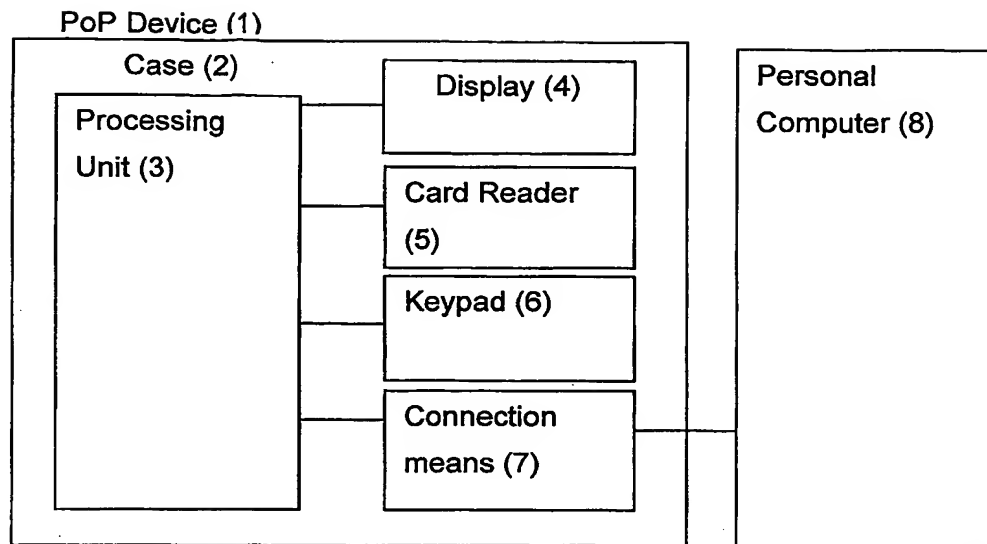 PoP Device (1)
Case (2)
Processing
Unit (3)
Display (4)
Card Reader
(5)
Keypad (6)
Connection
means (7)
Personal
Computer (8)